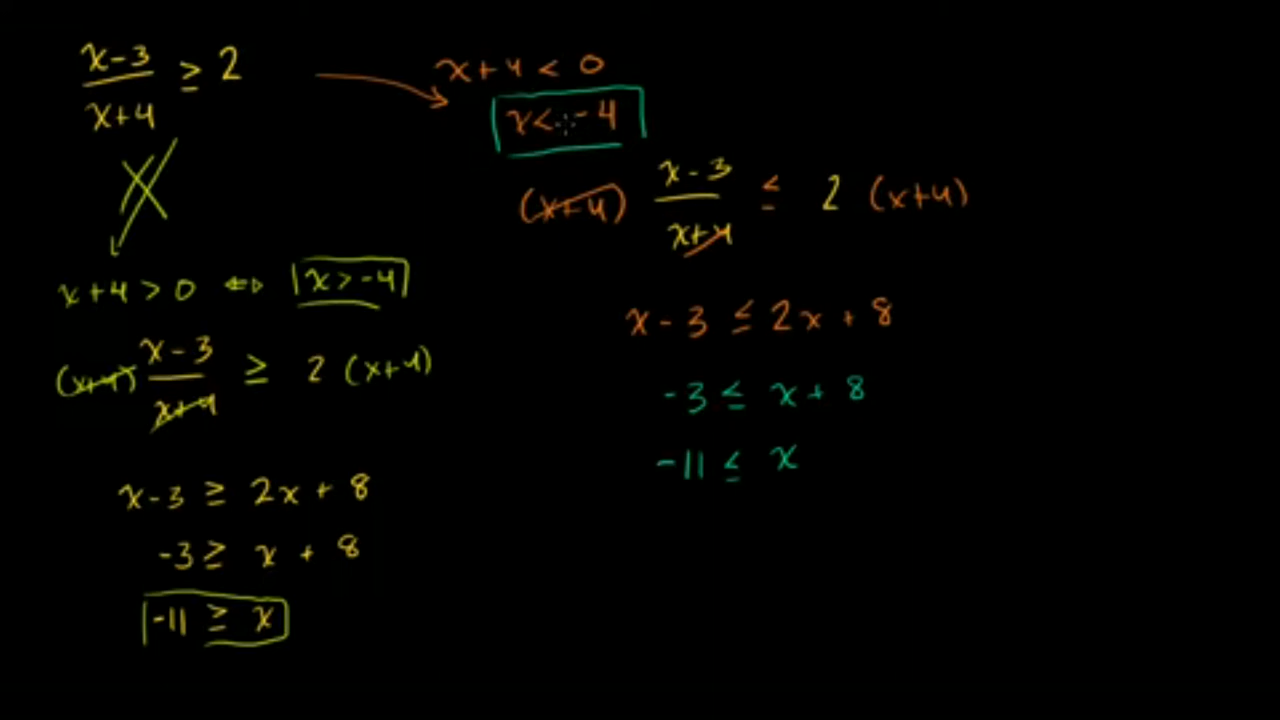 x-3
—— ≥ 2
x+4
x+4 > 0 ⇔ x > -4
(x+4) x-3
—— ≥ 2 (x+4)
x+4
x-3 ≥ 2x + 8
-3 ≥ x + 8
-11 ≥ x
x+4 < 0
x < -4
(x+4) x-3
—— ≤ 2 (x+4)
x+4
x-3 ≤ 2x + 8
-3 ≤ x + 8
-11 ≤ x